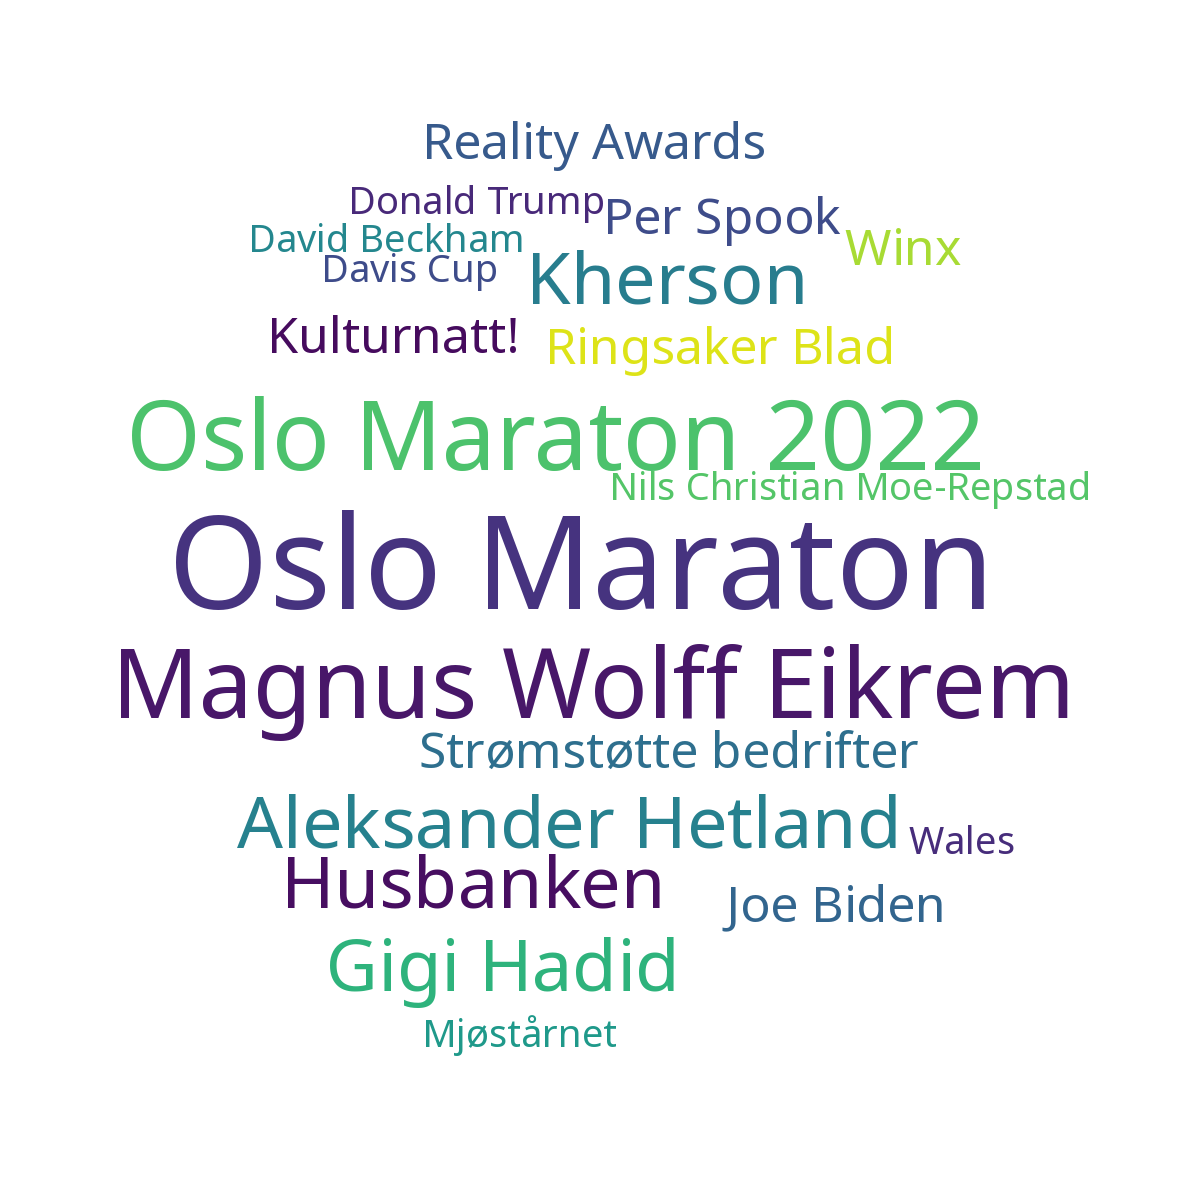 Reality Awards
Donald Trump
Per Spook
David Beckham
Winx
Davis Cup
Kherson
Kulturnatt!
Ringsaker Blad
Oslo Maraton 2022
Nils Christian Moe-Repstad
Oslo Maraton
Magnus Wolff Eikrem
Strømstøtte bedrifter
Aleksander Hetland
Wales
Husbanken
Joe Biden
Gigi Hadid
Mjøstårnet